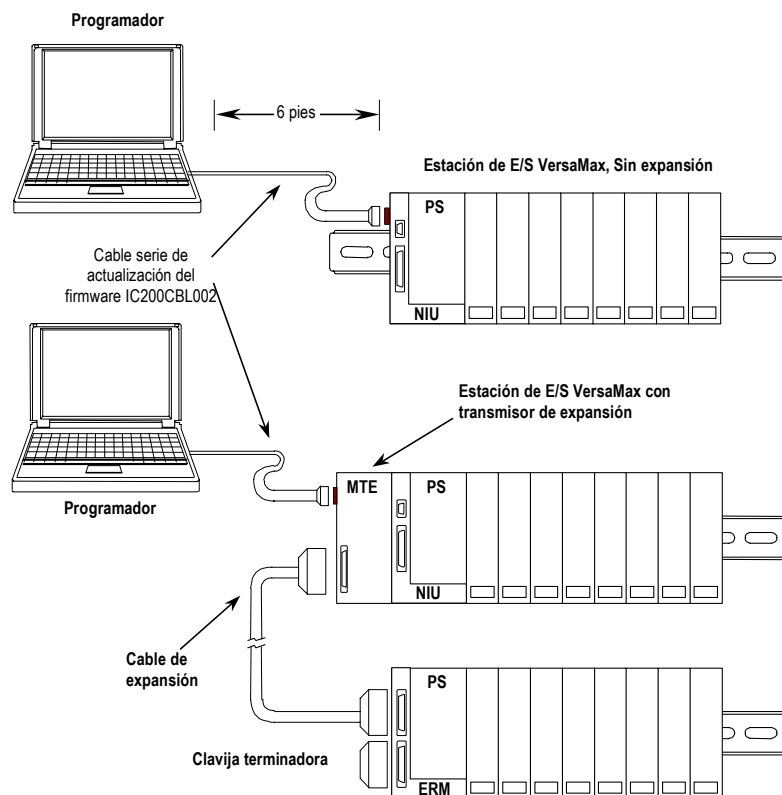 Programador
6 pies
Estación de E/S VersaMax, Sin expansión
PS
Cable serie de
actualización del
firmware IC200CBL002
NIU
Estación de E/S VersaMax con
transmisor de expansión
MTE
PS
Programador
NIU
Cable de
expansión
PS
Clavija terminadora
ERM